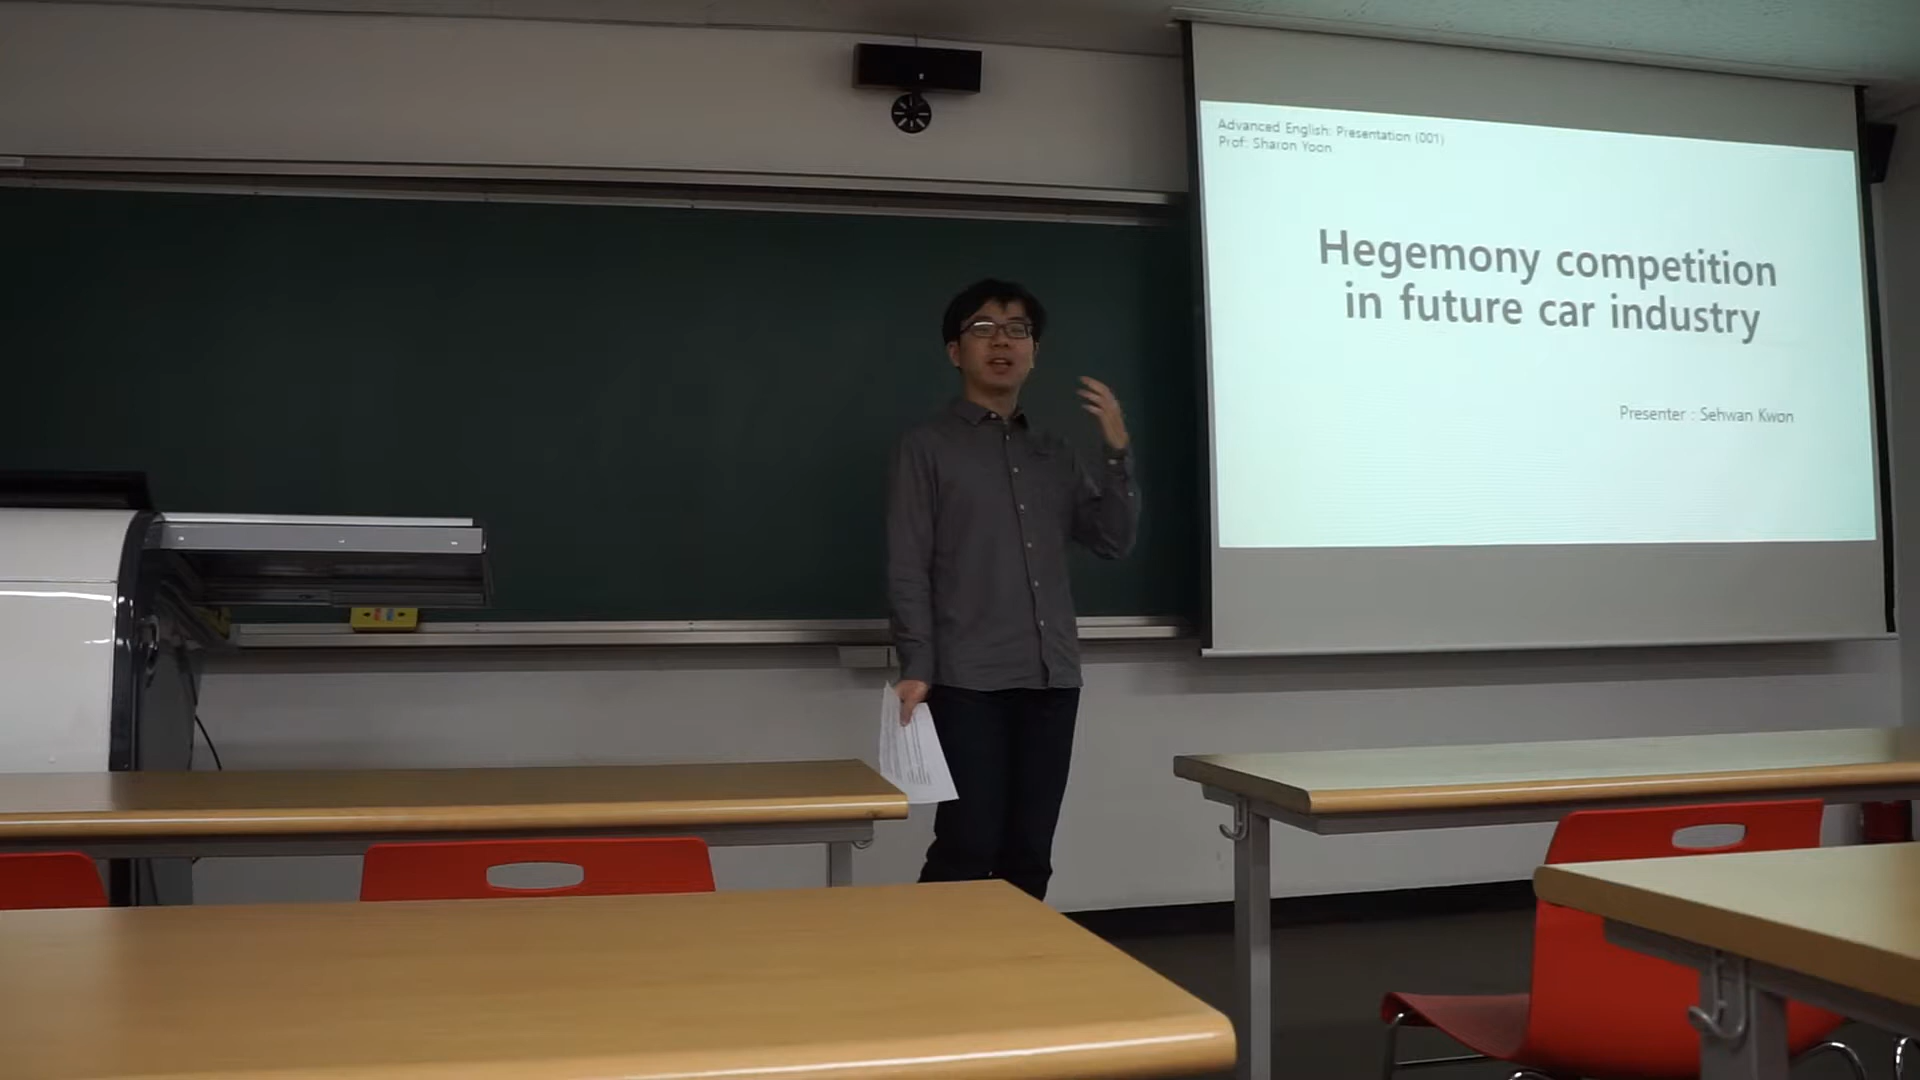 Advanced English: Presentation (001)
Prof: Sharon Yoon
Hegemony competition
in future car industry
Presenter : Sehwan Kwon